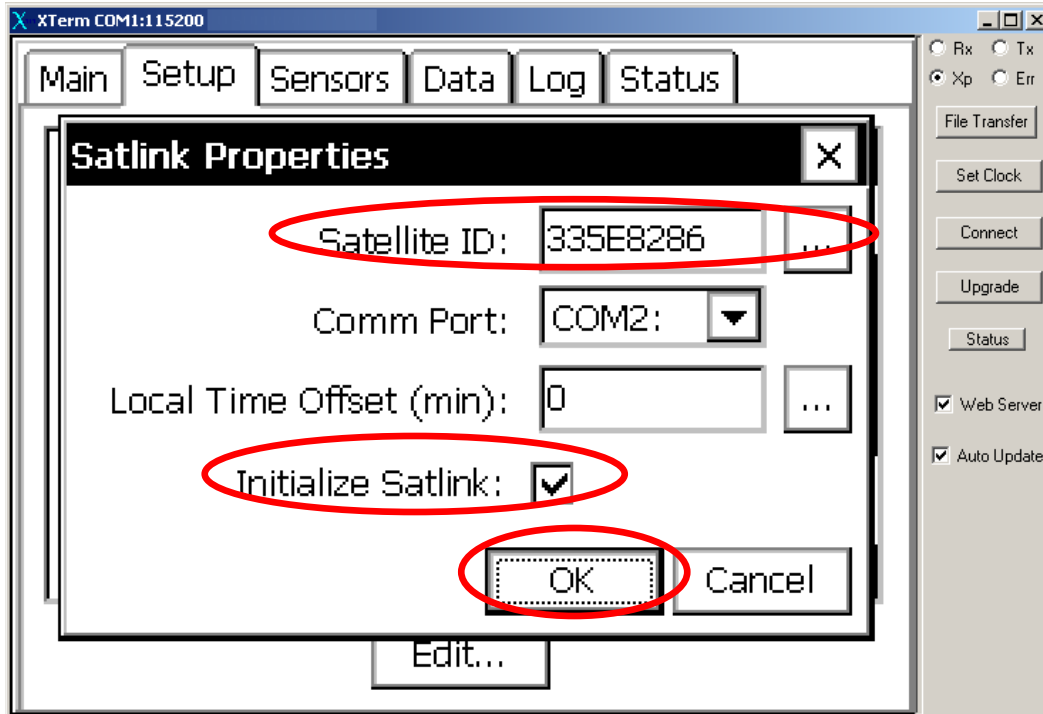 XTerm COM1:115200
Main Setup Sensors Data Log Status
Satlink Properties
Satellite ID: 335E8286 ...
Comm Port: COM2:
Local Time Offset (min): 0 ...
Initialize Satlink:
OK Cancel
Edit...
Rx Tx
Xp Err
File Transfer
Set Clock
Connect
Upgrade
Status
Web Server
Auto Update